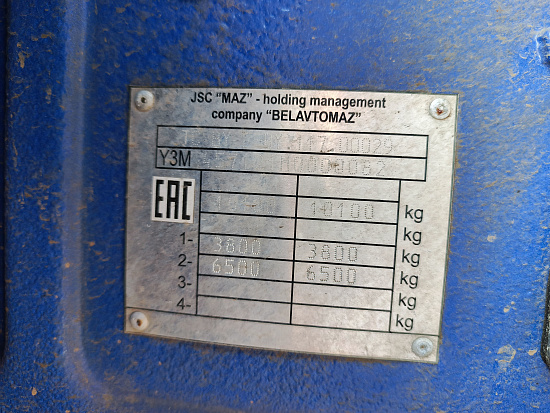 JSC “MAZ” - holding management
company “BELAVTOMAZ”
Y3M
EAC
10100 kg
kg
1- 3800 3800 kg
2- 6500 6500 kg
3- kg
4- kg